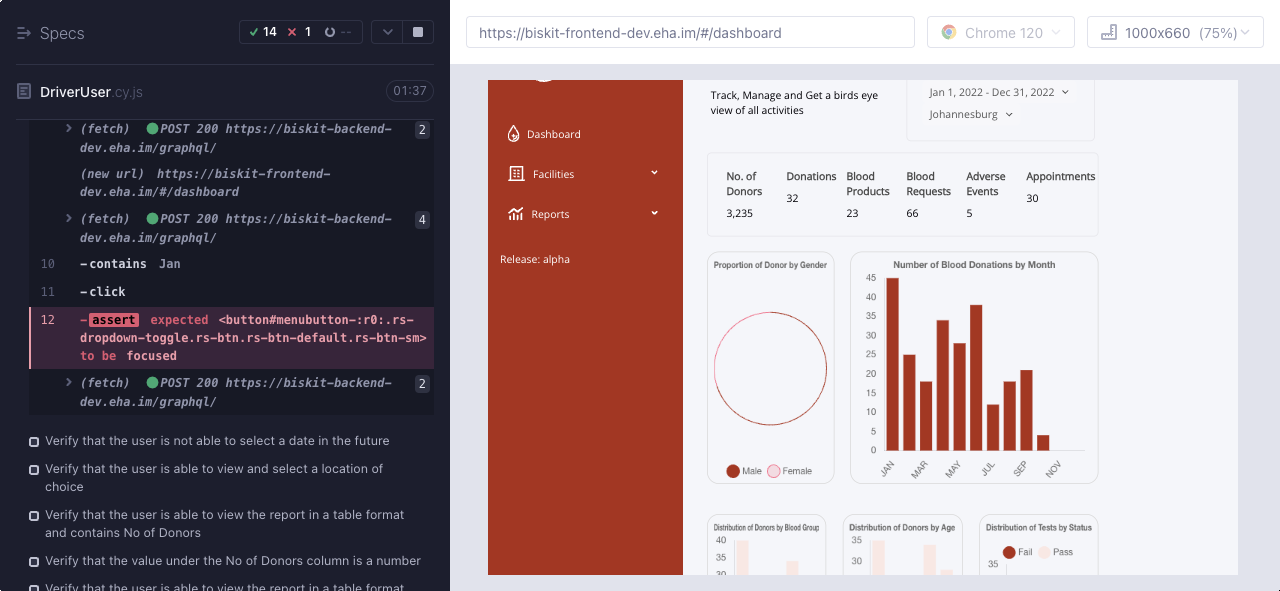 Specs
14 1 --
DriverUser.cy.js
01:37
(fetch) POST 200 https://biskit-backend-
dev.eha.im/graphql/
2
(new url) https://biskit-frontend-
dev.eha.im/#/dashboard
(fetch) POST 200 https://biskit-backend-
dev.eha.im/graphql/
4
10 -contains Jan
11 -click
12 -assert expected <button#menubutton-:r0:.rs-
dropdown-toggle.rs-btn.rs-btn-default.rs-btn-sm>
to be focused
(fetch) POST 200 https://biskit-backend-
dev.eha.im/graphql/
2
Verify that the user is not able to select a date in the future
Verify that the user is able to view and select a location of
choice
Verify that the user is able to view the report in a table format
and contains No of Donors
Verify that the value under the No of Donors column is a number
Verify that the user is able to view the report in a table format
https://biskit-frontend-dev.eha.im/#/dashboard
Chrome 120
1000x660 (75%)
Dashboard
Facilities
Reports
Release: alpha
Track, Manage and Get a birds eye
view of all activities
Jan 1, 2022 - Dec 31, 2022
Johannesburg
No. of
Donors
3,235
Donations
32
Blood
Products
23
Blood
Requests
66
Adverse
Events
5
Appointments
30
Proportion of Donor by Gender
Male Female
Number of Blood Donations by Month
45
40
35
30
25
20
15
10
5
0
JAN MAR MAY JUL SEP NOV
Distribution of Donors by Blood Group
40
35
30
Distribution of Donors by Age
35
30
Distribution of Tests by Status
Fail Pass
35